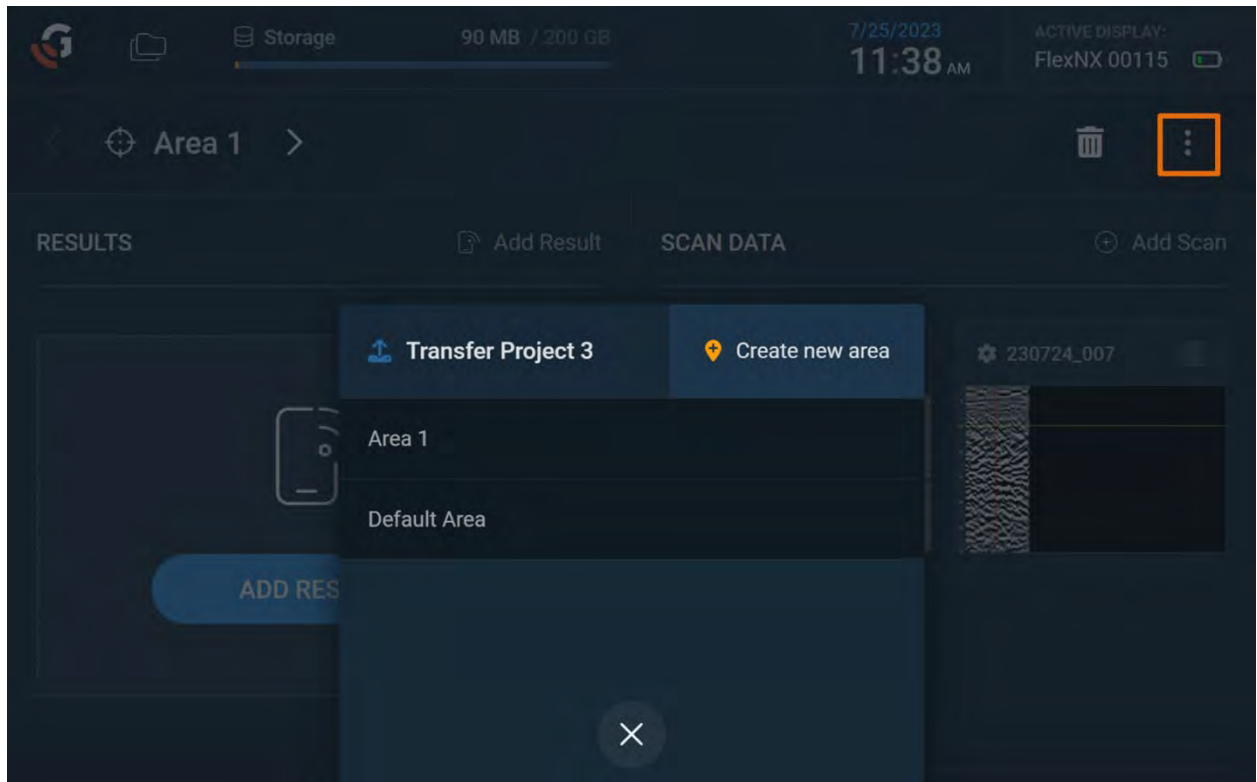 Storage 90 MB / 200 GB
7/25/2023
11:38 AM
ACTIVE DISPLAY:
FlexNX 00115
Area 1
RESULTS
Add Result
SCAN DATA
Add Scan
Transfer Project 3
Create new area
230724_007
Area 1
Default Area
ADD RES